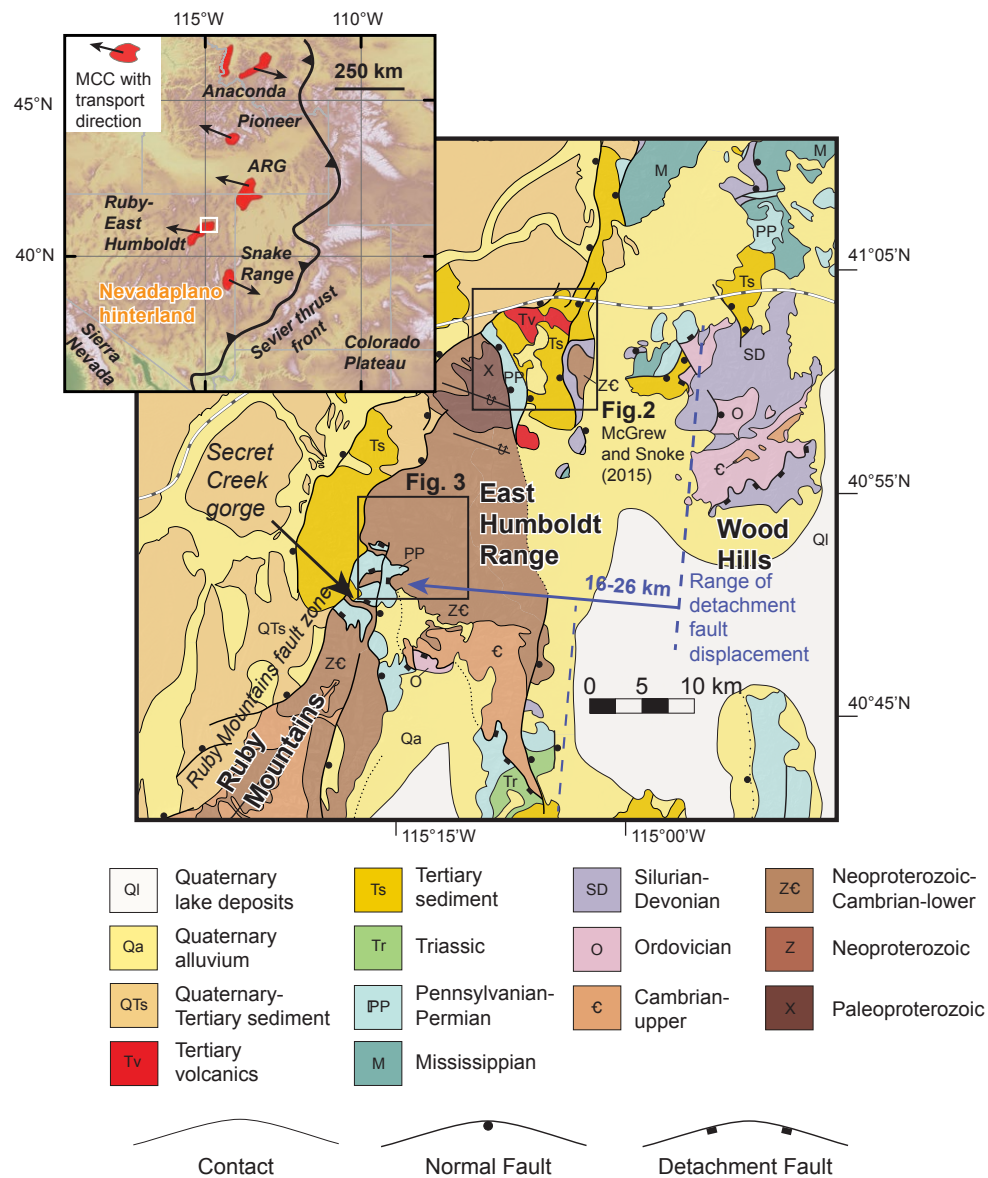 115°W
110°W
45°N
40°N
MCC with
transport
direction
250 km
Anaconda
Pioneer
ARG
Ruby-
East
Humboldt
Snake
Range
Nevadaplano
hinterland
Sevier thrust
front
Sierra
Nevada
Colorado
Plateau
M
M
PP
41°05'N
Ts
Tv
Ts
SD
X
PP
Z€
Fig.2
McGrew
and Snoke
(2015)
O
€
Ts
Secret
Creek
gorge
Fig. 3
East
Humboldt
Range
40°55'N
Wood
Hills
Ql
PP
16-26 km
Range of
detachment
fault
displacement
Z€
QTs
Ruby Mountains fault zone
Z€
€
O
0 5 10 km
40°45'N
Ruby
Mountains
Qa
Tr
115°15'W
115°00'W
Ql
Quaternary
lake deposits
Qa
Quaternary
alluvium
QTs
Quaternary-
Tertiary sediment
Tv
Tertiary
volcanics
Ts
Tertiary
sediment
Tr
Triassic
PP
Pennsylvanian-
Permian
M
Mississippian
SD
Silurian-
Devonian
O
Ordovician
€
Cambrian-
upper
Z€
Neoproterozoic-
Cambrian-lower
Z
Neoproterozoic
X
Paleoproterozoic
Contact
Normal Fault
Detachment Fault